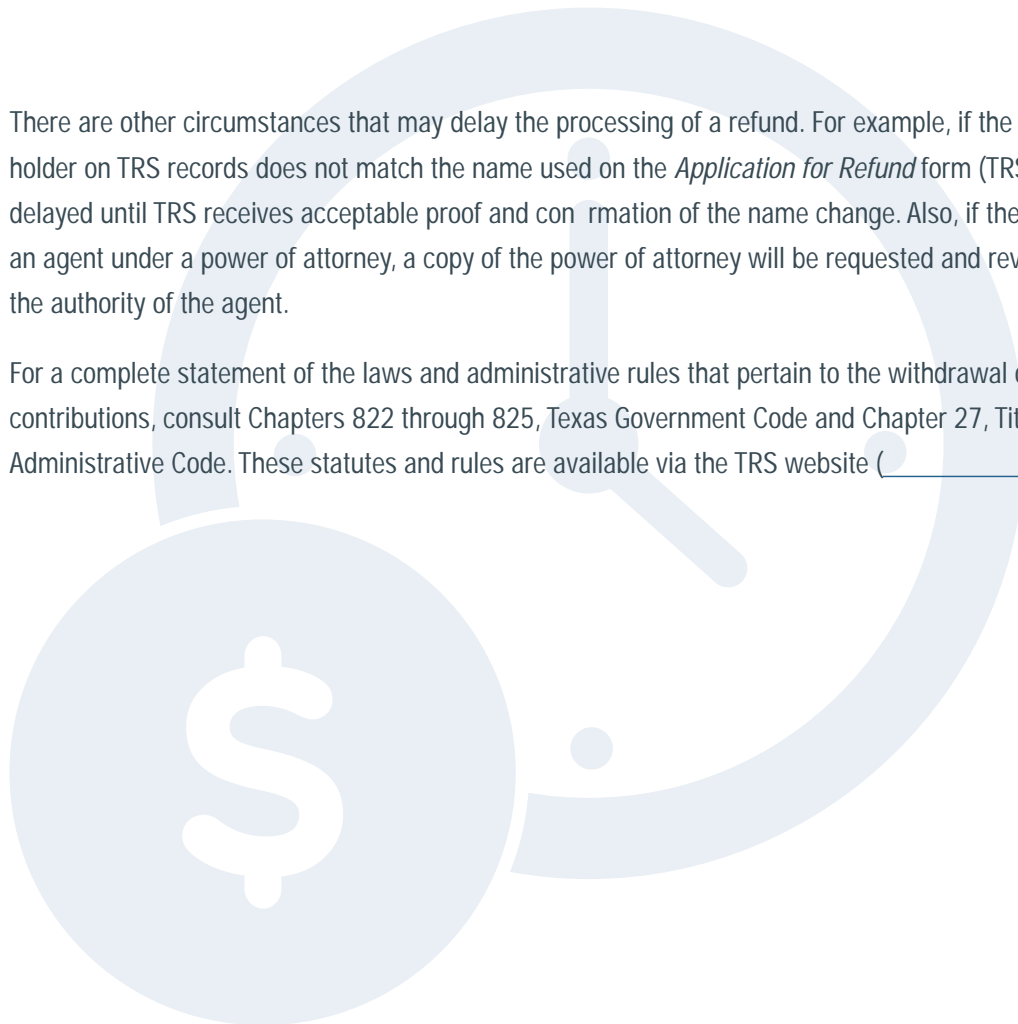 There are other circumstances that may delay the processing of a refund. For example, if the
holder on TRS records does not match the name used on the Application for Refund form (TRS
delayed until TRS receives acceptable proof and con rmation of the name change. Also, if the
an agent under a power of attorney, a copy of the power of attorney will be requested and rev
the authority of the agent.
For a complete statement of the laws and administrative rules that pertain to the withdrawal
contributions, consult Chapters 822 through 825, Texas Government Code and Chapter 27, Tit
Administrative Code. These statutes and rules are available via the TRS website (
$